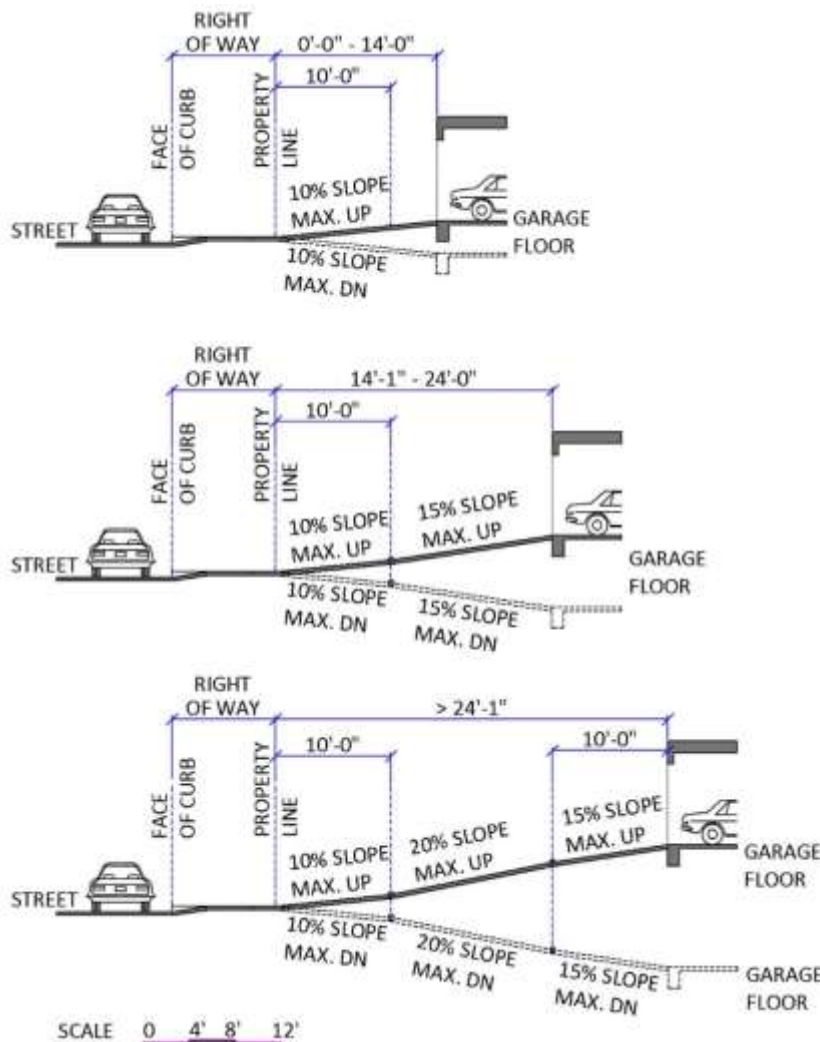 RIGHT
OF WAY
0'-0" - 14'-0"
10'-0"
FACE
OF CURB
PROPERTY
LINE
10% SLOPE
MAX. UP
STREET
GARAGE
FLOOR
10% SLOPE
MAX. DN
RIGHT
OF WAY
14'-1" - 24'-0"
10'-0"
FACE
OF CURB
PROPERTY
LINE
10% SLOPE
MAX. UP
15% SLOPE
MAX. UP
STREET
GARAGE
FLOOR
10% SLOPE
MAX. DN
15% SLOPE
MAX. DN
RIGHT
OF WAY
> 24'-1"
10'-0"
10'-0"
FACE
OF CURB
PROPERTY
LINE
10% SLOPE
MAX. UP
20% SLOPE
MAX. UP
15% SLOPE
MAX. UP
GARAGE
FLOOR
STREET
10% SLOPE
MAX. DN
20% SLOPE
MAX. DN
15% SLOPE
MAX. DN
GARAGE
FLOOR
SCALE 0 4' 8' 12'